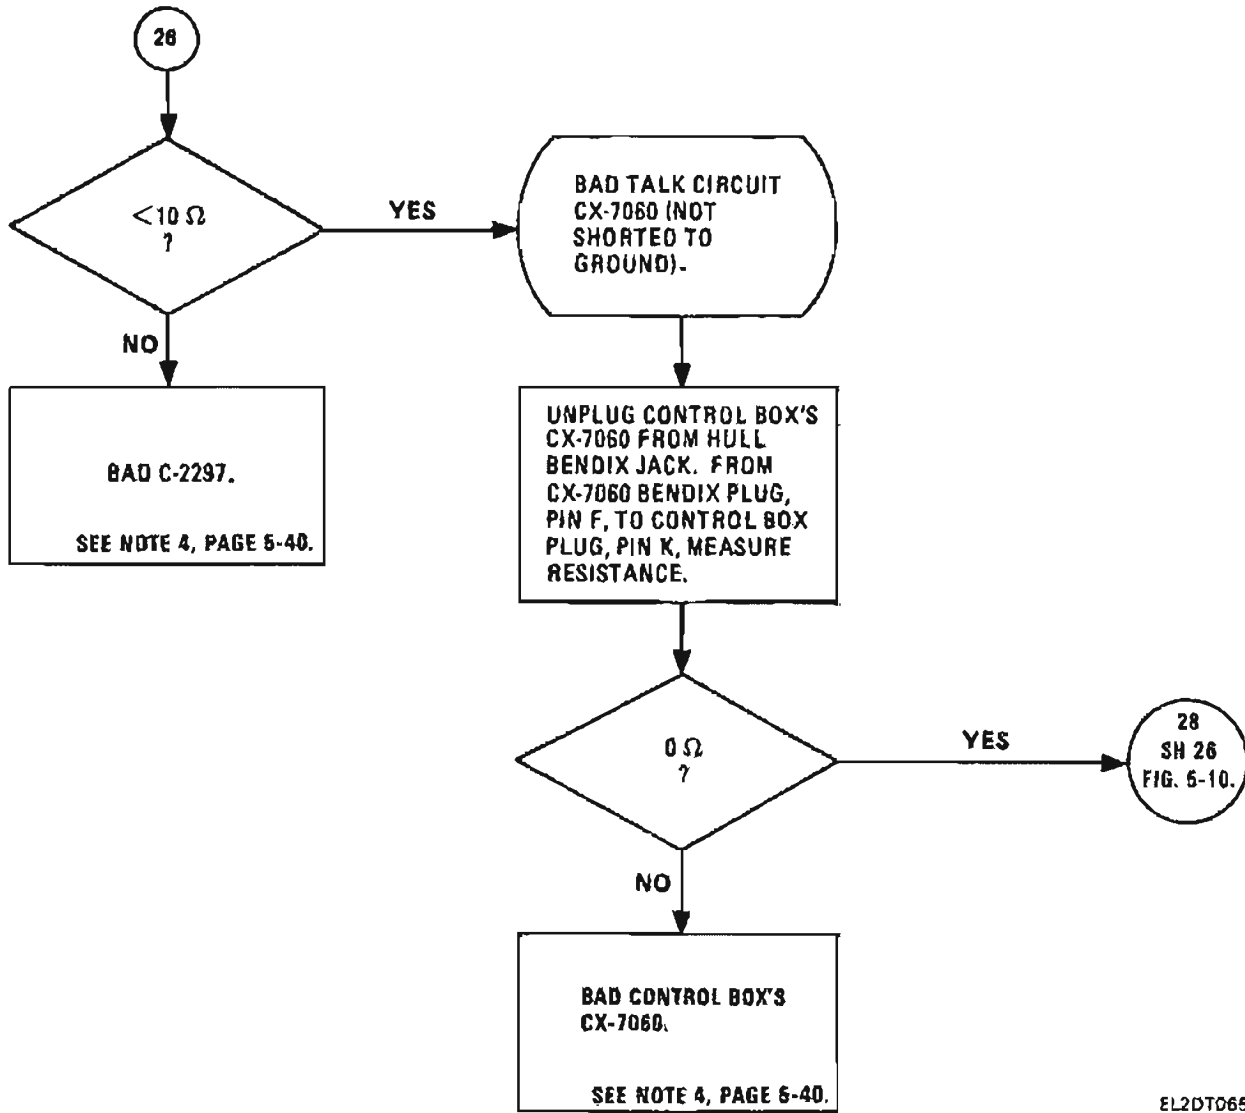 26
<10 Ω
?
YES
NO
BAD TALK CIRCUIT
CX-7060 (NOT
SHORTED TO
GROUND).
BAD C-2297.
SEE NOTE 4, PAGE 5-40.
UNPLUG CONTROL BOX'S
CX-7060 FROM HULL
BENDIX JACK. FROM
CX-7060 BENDIX PLUG,
PIN F, TO CONTROL BOX
PLUG, PIN K, MEASURE
RESISTANCE.
0 Ω
?
YES
28
SH 26
FIG. 5-10.
NO
BAD CONTROL BOX'S
CX-7060.
SEE NOTE 4, PAGE 5-40.
EL2DT065